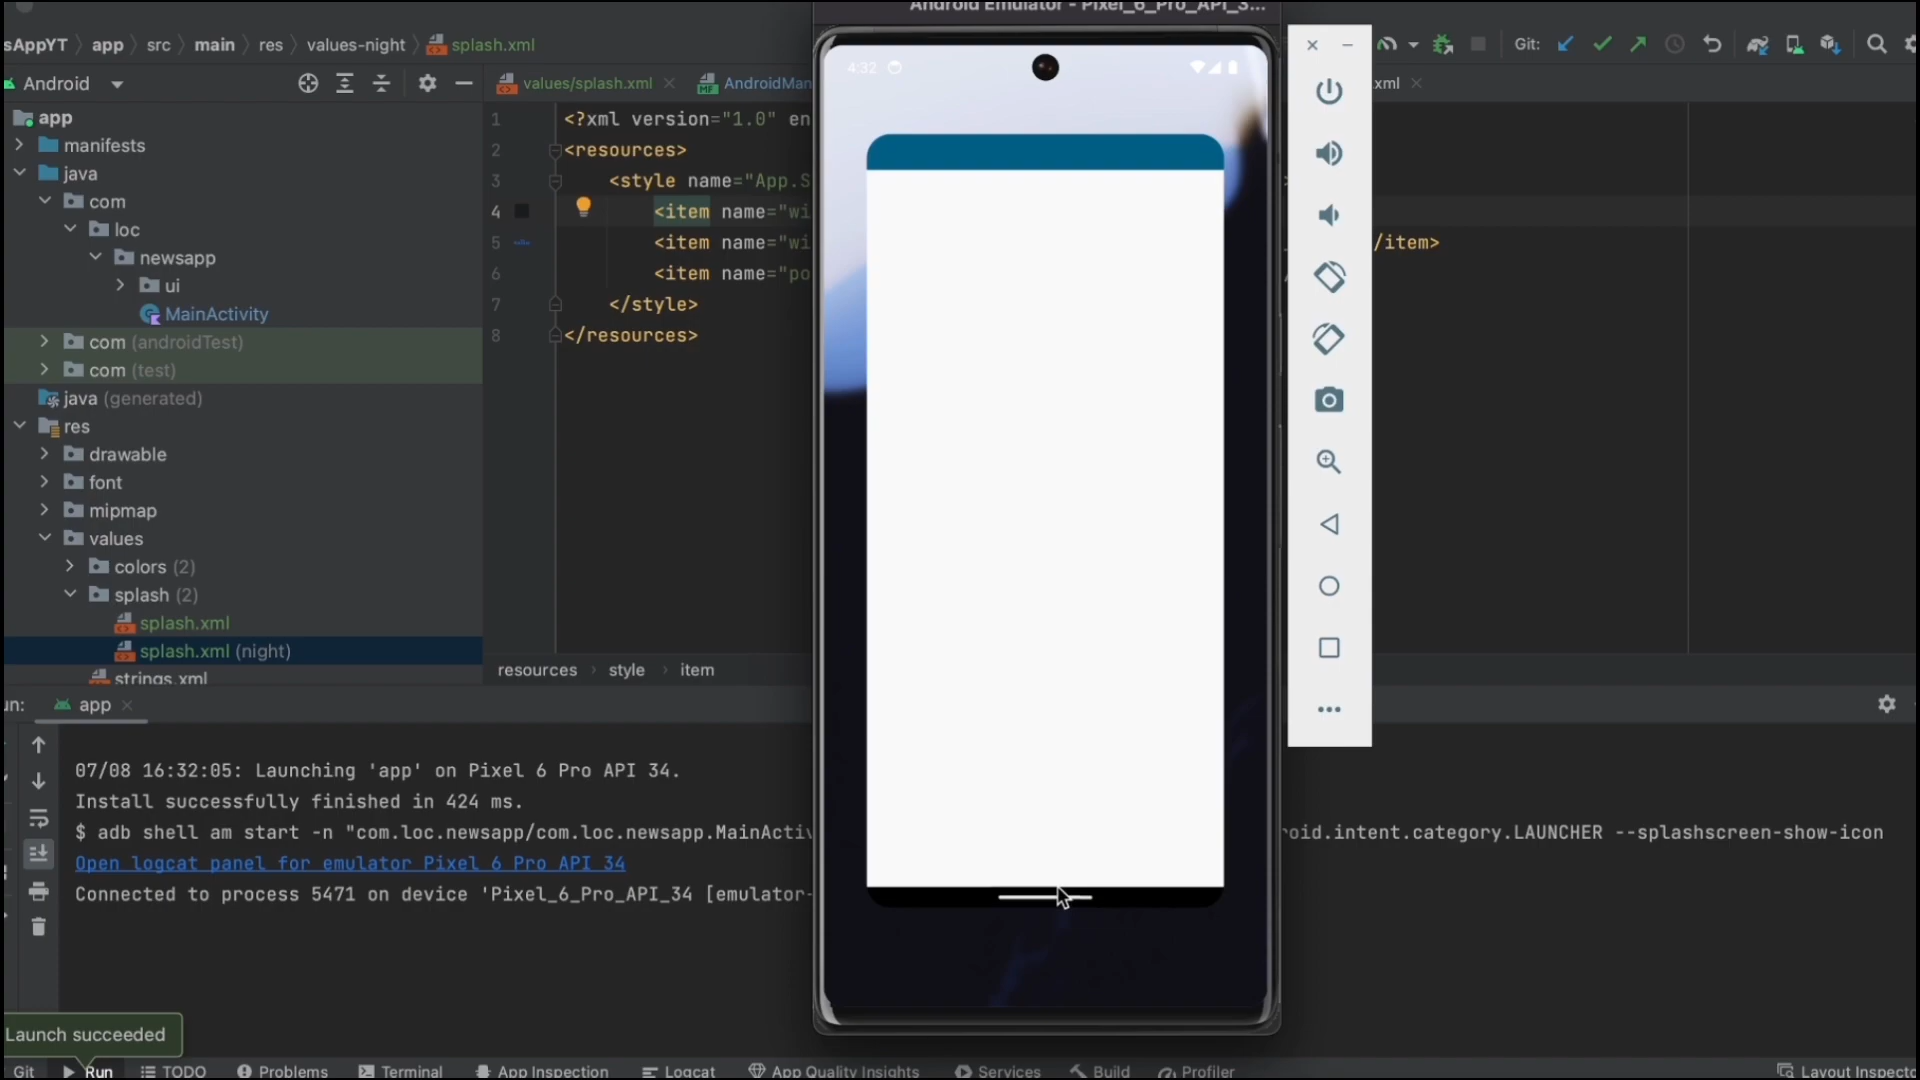 Android Emulator - Pixel_6_Pro_API_3...
sAppYT app src main res values-night splash.xml
Git:
Android
values/splash.xml
AndroidMan
.xml
4:32
app
manifests
java
com
loc
newsapp
ui
MainActivity
com (androidTest)
com (test)
java (generated)
res
drawable
font
mipmap
values
colors (2)
splash (2)
splash.xml
splash.xml (night)
strings.xml
1 <?xml version="1.0" en
2 <resources>
3 <style name="App.S
4 <item name="wi
5 <item name="wi /item>
6 <item name="po
7 </style>
8 </resources>
resources style item
un: app
07/08 16:32:05: Launching 'app' on Pixel 6 Pro API 34.
Install successfully finished in 424 ms.
$ adb shell am start -n "com.loc.newsapp/com.loc.newsapp.MainActiv roid.intent.category.LAUNCHER --splashscreen-show-icon
Open logcat panel for emulator Pixel 6 Pro API 34
Connected to process 5471 on device 'Pixel_6_Pro_API_34 [emulator-
Launch succeeded
Git Run TODO Problems Terminal App Inspection Logcat App Quality Insights Services Build Profiler Layout Inspecto